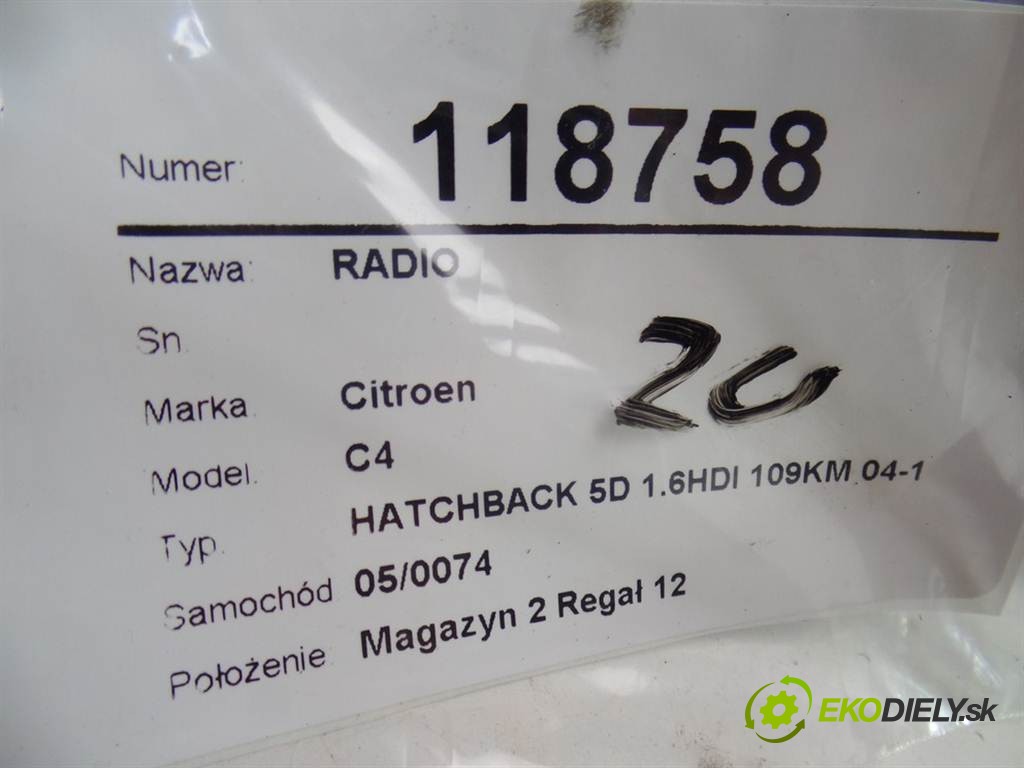 Numer: 118758
Nazwa: RADIO
Sn.
Marka. Citroen
Model. C4
Typ. HATCHBACK 5D 1.6HDI 109KM 04-1
Samochód 05/0074
Położenie. Magazyn 2 Regał 12
20
EKODIELY.sk